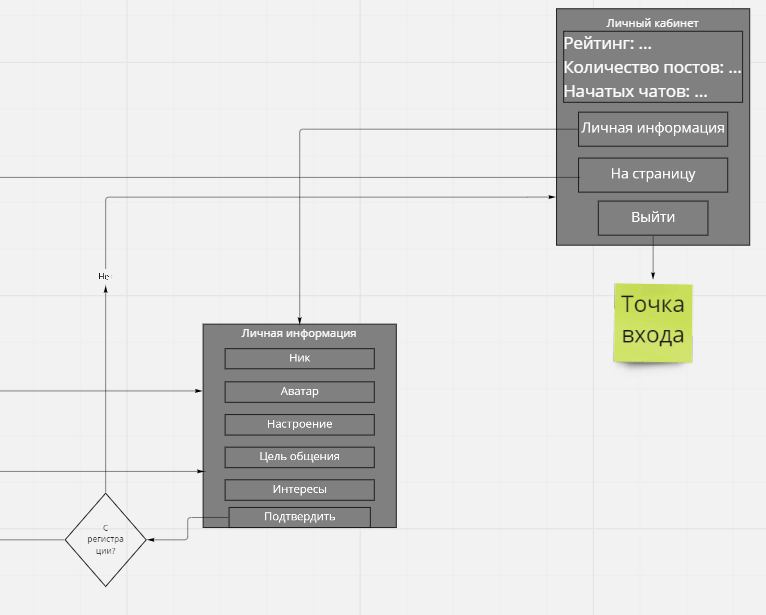 Личный кабинет
Рейтинг: ...
Количество постов: ...
Начатых чатов: ...
Личная информация
На страницу
Выйти
Точка
входа
Не
Личная информация
Ник
Аватар
Настроение
Цель общения
Интересы
Подтвердить
С
регистра
ции?